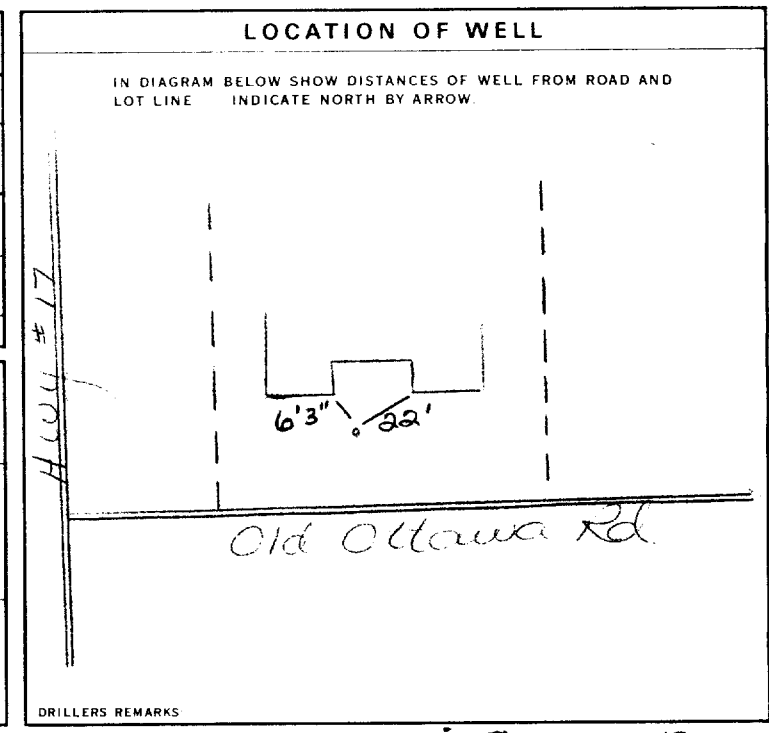 LOCATION OF WELL
IN DIAGRAM BELOW SHOW DISTANCES OF WELL FROM ROAD AND
LOT LINE INDICATE NORTH BY ARROW.
Hwy # 17
6'3" 22'
Old Ottawa Rd.
DRILLERS REMARKS